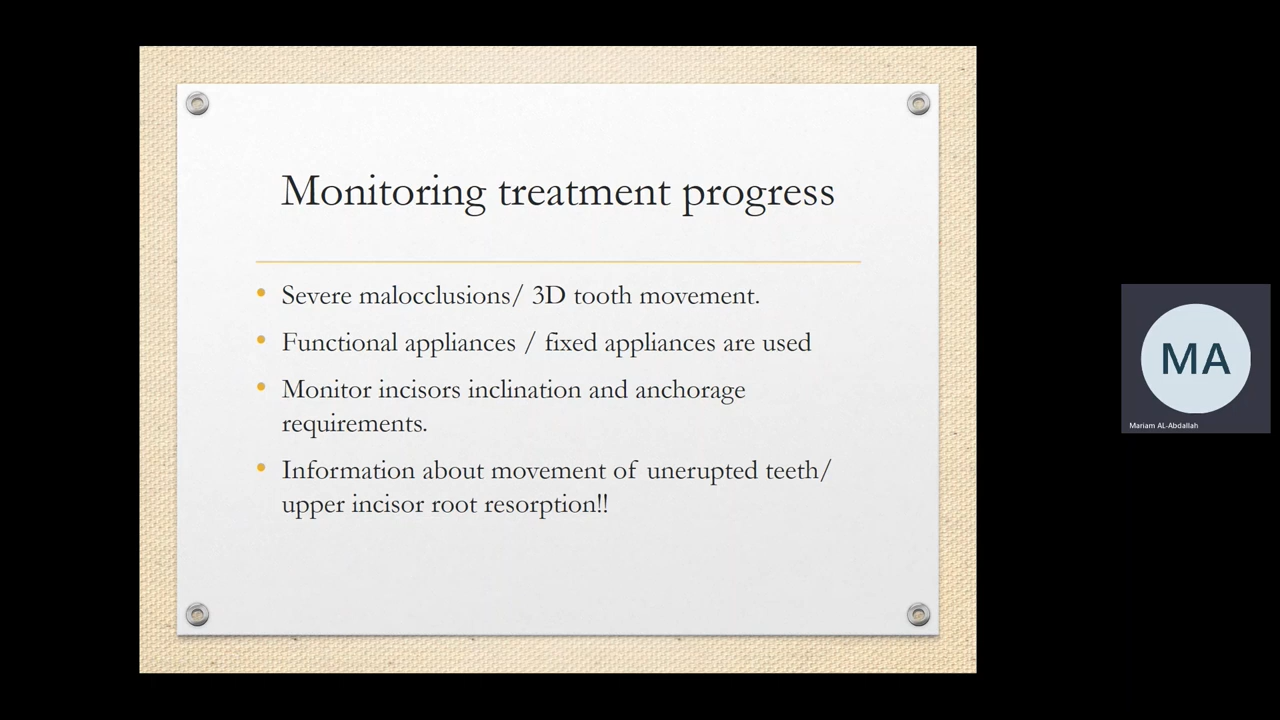 Monitoring treatment progress
Severe malocclusions/ 3D tooth movement.
Functional appliances / fixed appliances are used
Monitor incisors inclination and anchorage
requirements.
Information about movement of unerupted teeth/
upper incisor root resorption!!
MA
Mariam AL-Abdallah